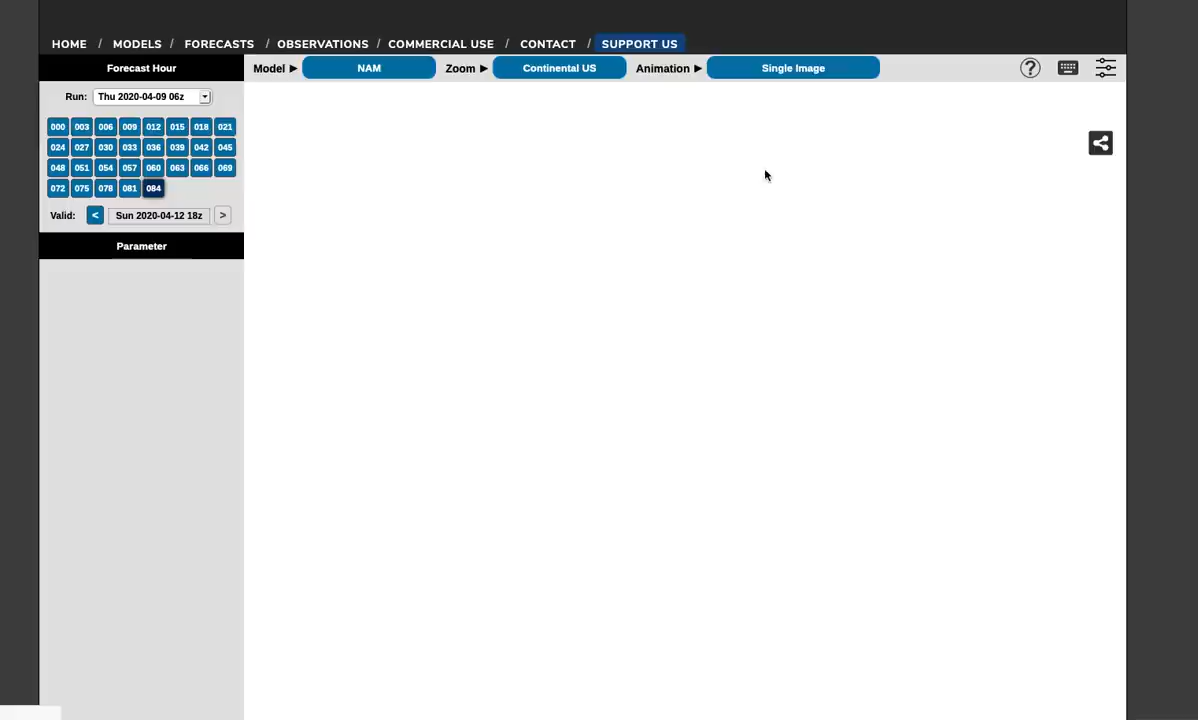 HOME / MODELS / FORECASTS / OBSERVATIONS / COMMERCIAL USE / CONTACT / SUPPORT US
Forecast Hour
Model ▶ NAM Zoom ▶ Continental US Animation ▶ Single Image
?
Run: Thu 2020-04-09 06z
000 003 006 009 012 015 018 021
024 027 030 033 036 039 042 045
048 051 054 057 060 063 066 069
072 075 078 081 084
Valid: < Sun 2020-04-12 18z >
Parameter